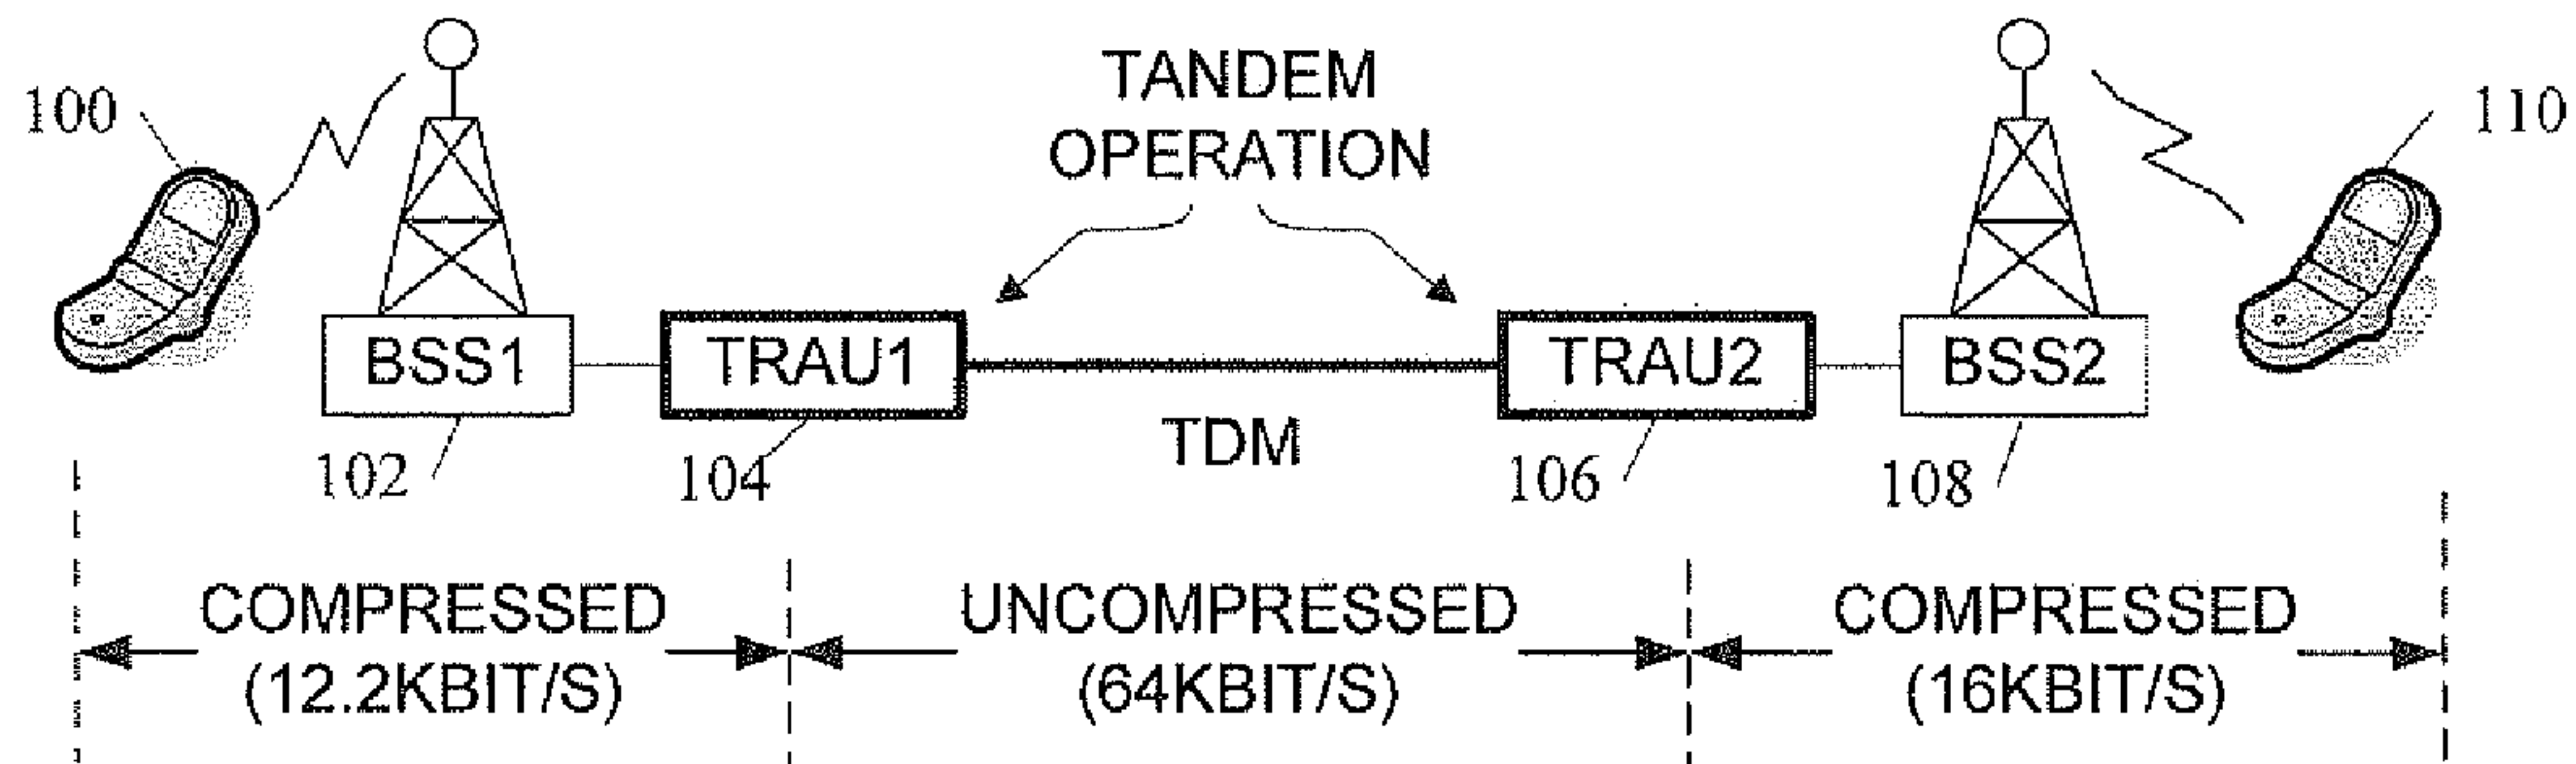 TANDEM
OPERATION
100
110
BSS1
TRAU1
TRAU2
BSS2
TDM
102
104
106
108
COMPRESSED
(12.2KBIT/S)
UNCOMPRESSED
(64KBIT/S)
COMPRESSED
(16KBIT/S)